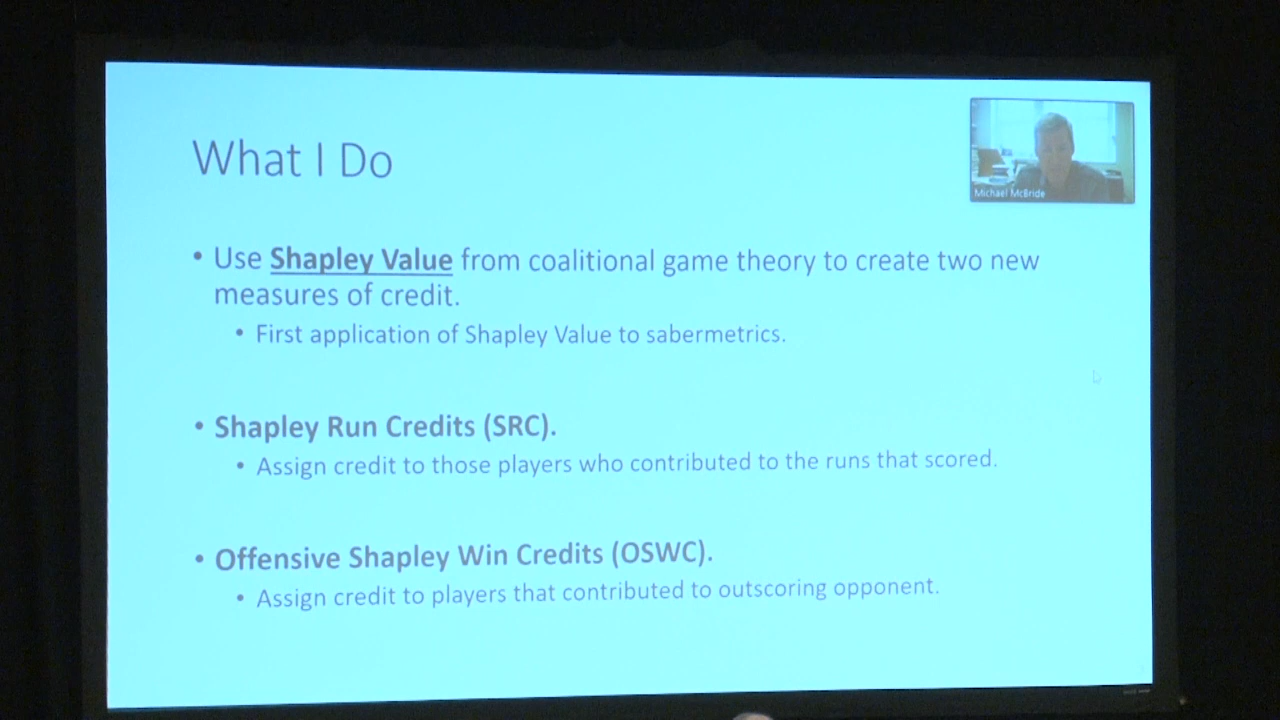 What I Do
Michael McBride
• Use Shapley Value from coalitional game theory to create two new
measures of credit.
• First application of Shapley Value to sabermetrics.
• Shapley Run Credits (SRC).
• Assign credit to those players who contributed to the runs that scored.
• Offensive Shapley Win Credits (OSWC).
• Assign credit to players that contributed to outscoring opponent.